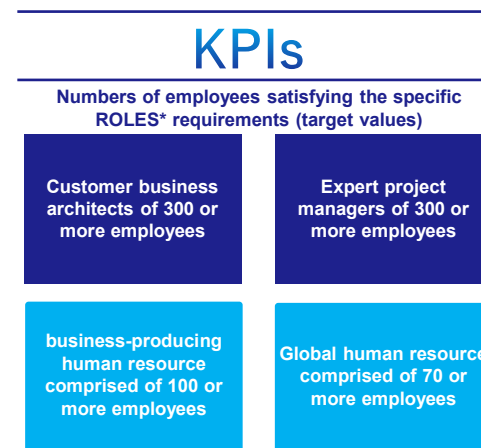 KPIs
Numbers of employees satisfying the specific
ROLES* requirements (target values)
Customer business
architects of 300 or
more employees
Expert project
managers of 300 or
more employees
business-producing
human resource
comprised of 100 or
more employees
Global human resource
comprised of 70 or
more employees